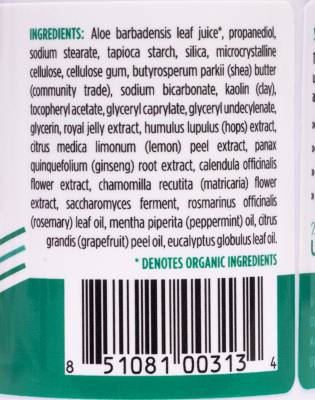 INGREDIENTS: Aloe barbadensis leaf juice*, propanediol,
sodium stearate, tapioca starch, silica, microcrystalline
cellulose, cellulose gum, butyrosperum parkii (shea) butter
(community trade), sodium bicarbonate, kaolin (clay),
tocopheryl acetate, glyceryl caprylate, glyceryl undecylenate,
glycerin, royal jelly extract, humulus lupulus (hops) extract,
citrus medica limonum (lemon) peel extract, panax
quinquefolium (ginseng) root extract, calendula officinalis
flower extract, chamomilla recutita (matricaria) flower
extract, saccharomyces ferment, rosmarinus officinalis
(rosemary) leaf oil, mentha piperita (peppermint) oil, citrus
grandis (grapefruit) peel oil, eucalyptus globulus leaf oil.
* DENOTES ORGANIC INGREDIENTS
8 51081 00313 4